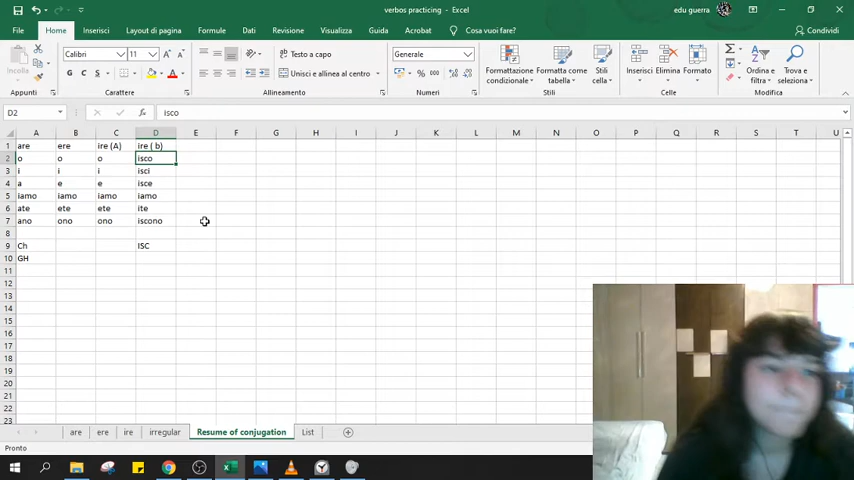 verbos practicing - Excel
edu guerra
File Home Inserisci Layout di pagina Formule Dati Revisione Visualizza Guida Acrobat Cosa vuoi fare? Condividi
Incolla
Calibri 11
G C S
Testo a capo
Unisci e allinea al centro
Generale
% 000
Formattazione condizionale
Formatta come tabella
Stili cella
Inserisci Elimina Formato
Ordina e filtra
Trova e seleziona
Appunti Carattere Allineamento Numeri Stili Celle Modifica
D2 isco
A B C D E F G H I J K L M N O P Q R S T U
1 are ere ire (A) ire ( b)
2 o o o isco
3 i i i isci
4 a e e isce
5 iamo iamo iamo iamo
6 ate ete ete ite
7 ano ono ono iscono
8
9 Ch ISC
10 GH
11
12
13
14
15
16
17
18
19
20
21
22
23
are ere ire irregular Resume of conjugation List
Pronto